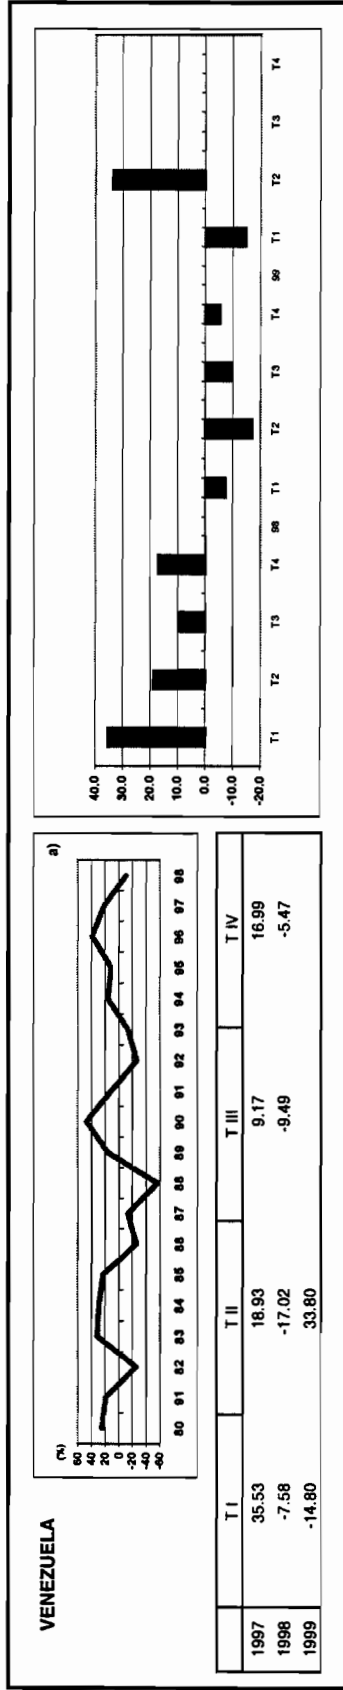 VENEZUELA
(%)
a)
60
40
20
0
-20
-40
-60
80 91 82 83 84 85 86 87 88 89 90 91 92 93 94 95 96 97 98
T I T II T III T IV
1997 35.53 18.93 9.17 16.99
1998 -7.58 -17.02 -9.49 -5.47
1999 -14.80 33.80
40.0
30.0
20.0
10.0
0.0
-10.0
-20.0
T1 T2 T3 T4 98 T1 T2 T3 T4 99 T1 T2 T3 T4